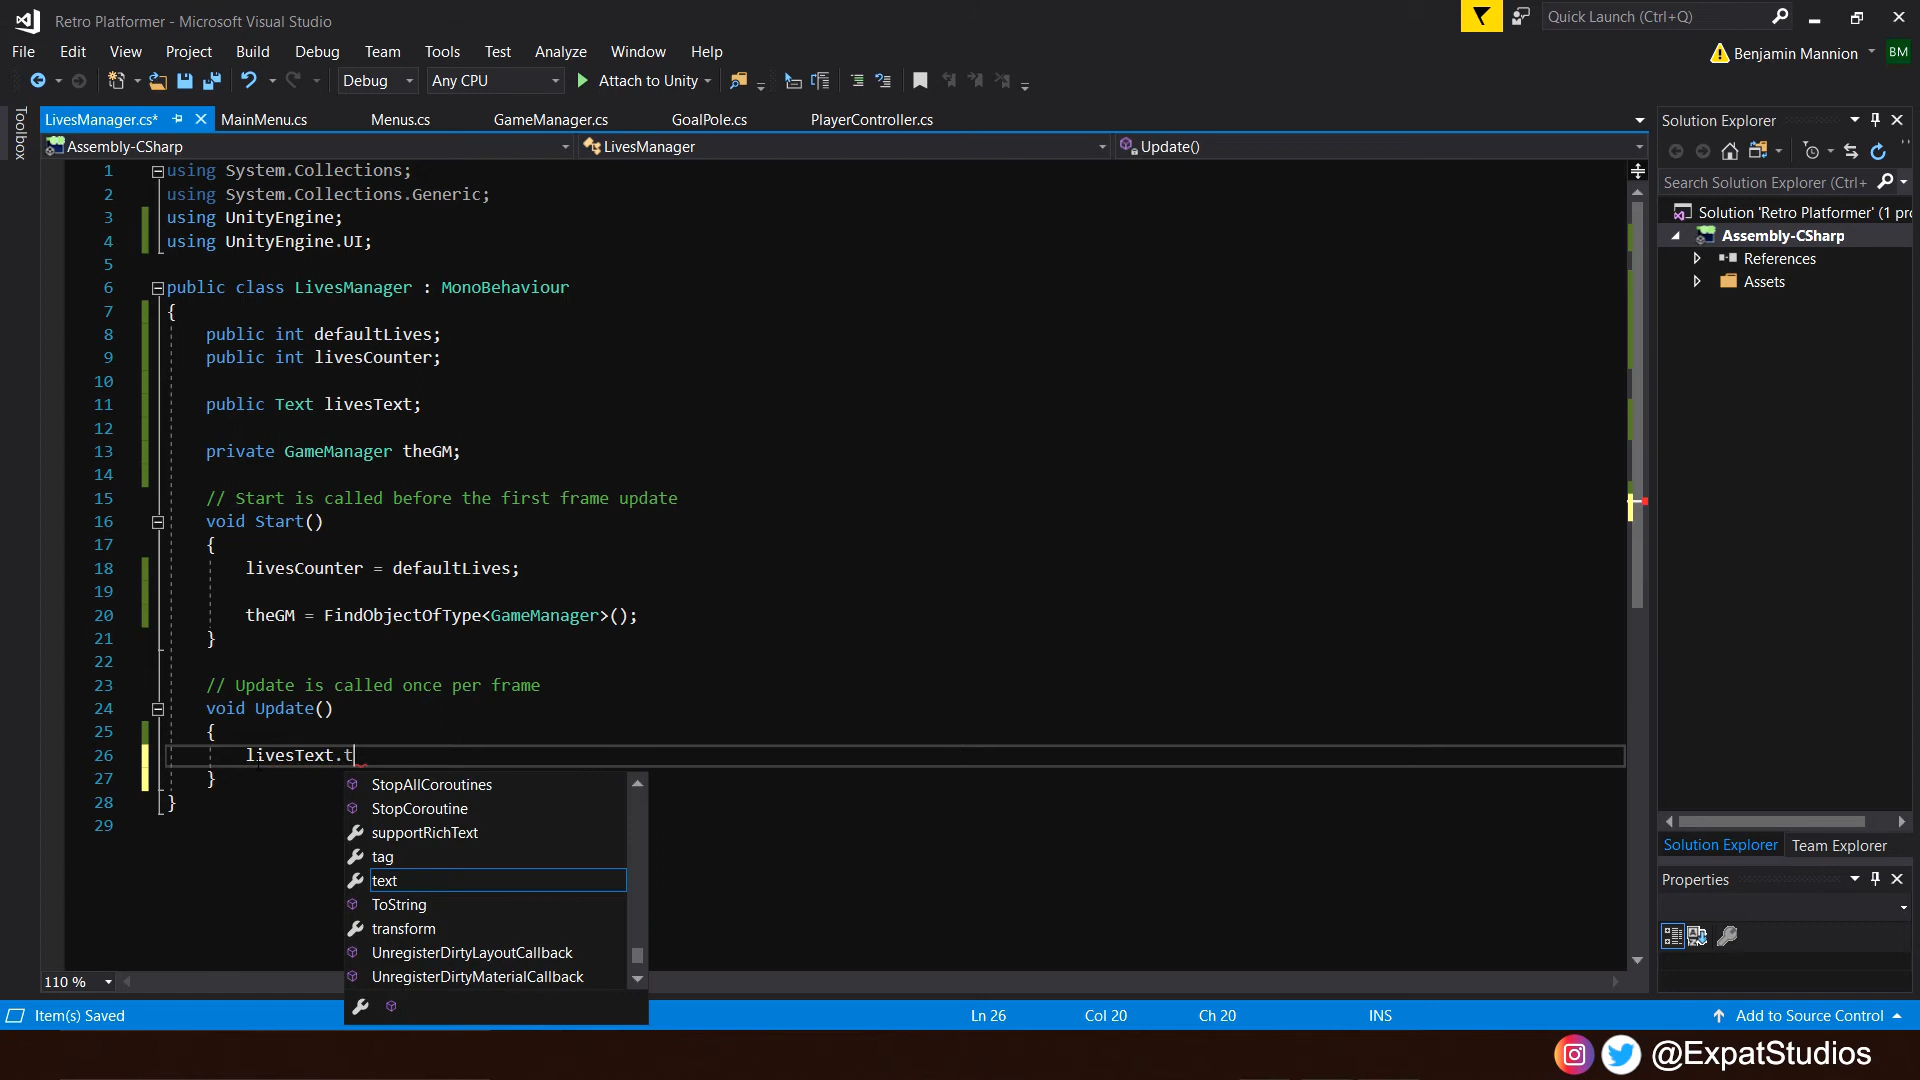 Retro Platformer - Microsoft Visual Studio
Quick Launch (Ctrl+Q)
File Edit View Project Build Debug Team Tools Test Analyze Window Help
Benjamin Mannion BM
Debug Any CPU Attach to Unity
Toolbox
LivesManager.cs* MainMenu.cs Menus.cs GameManager.cs GoalPole.cs PlayerController.cs
Assembly-CSharp LivesManager Update()
1 using System.Collections;
2 using System.Collections.Generic;
3 using UnityEngine;
4 using UnityEngine.UI;
5
6 public class LivesManager : MonoBehaviour
7 {
8 public int defaultLives;
9 public int livesCounter;
10
11 public Text livesText;
12
13 private GameManager theGM;
14
15 // Start is called before the first frame update
16 void Start()
17 {
18 livesCounter = defaultLives;
19
20 theGM = FindObjectOfType<GameManager>();
21 }
22
23 // Update is called once per frame
24 void Update()
25 {
26 livesText.t
27 }
28 }
29
StopAllCoroutines
StopCoroutine
supportRichText
tag
text
ToString
transform
UnregisterDirtyLayoutCallback
UnregisterDirtyMaterialCallback
110 %
Solution Explorer
Search Solution Explorer (Ctrl+
Solution 'Retro Platformer' (1 pr
Assembly-CSharp
References
Assets
Solution Explorer Team Explorer
Properties
Item(s) Saved Ln 26 Col 20 Ch 20 INS Add to Source Control
@ExpatStudios